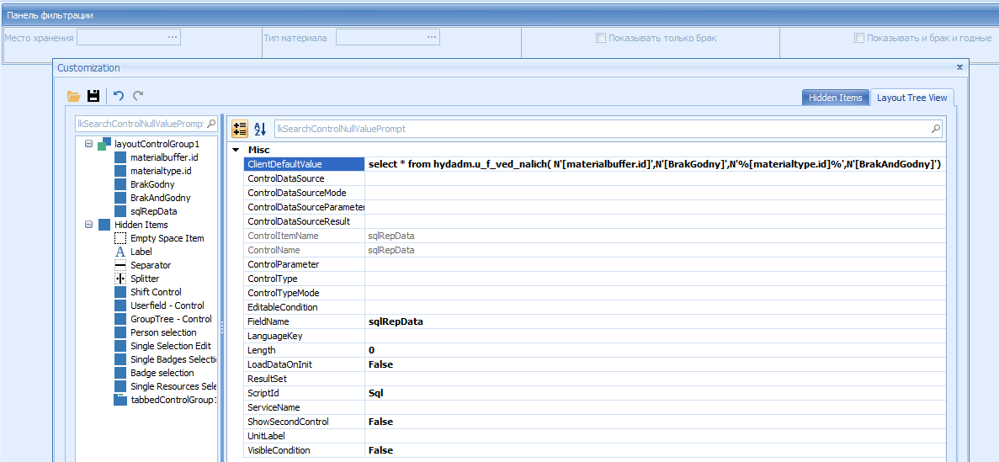 Панель фильтрации
Место хранения ...
Тип материала ...
Показывать только Брак
Показывать и брак и годные
Customization x
Hidden Items Layout Tree View
lkSearchControlNullValuePromp
layoutControlGroup1
materialbuffer.id
materialtype.id
BrakGodny
BrakAndGodny
sqlRepData
Hidden Items
Empty Space Item
A Label
Separator
Splitter
Shift Control
Userfield - Control
GroupTree - Control
Person selection
Single Selection Edit
Single Badges Selecti
Badge selection
Single Resources Sele
tabbedControlGroup1
lkSearchControlNullValuePrompt
Misc
ClientDefaultValue select * from hydadm.u_f_ved_nalich( N'[materialbuffer.id]',N'[BrakGodny]',N'%[materialtype.id]%',N'[BrakAndGodny]')
ControlDataSource
ControlDataSourceMode
ControlDataSourceParameter
ControlDataSourceResult
ControlItemName sqlRepData
ControlName sqlRepData
ControlParameter
ControlType
ControlTypeMode
EditableCondition
FieldName sqlRepData
LanguageKey
Length 0
LoadDataOnInit False
ResultSet
ScriptId Sql
ServiceName
ShowSecondControl False
UnitLabel
VisibleCondition False